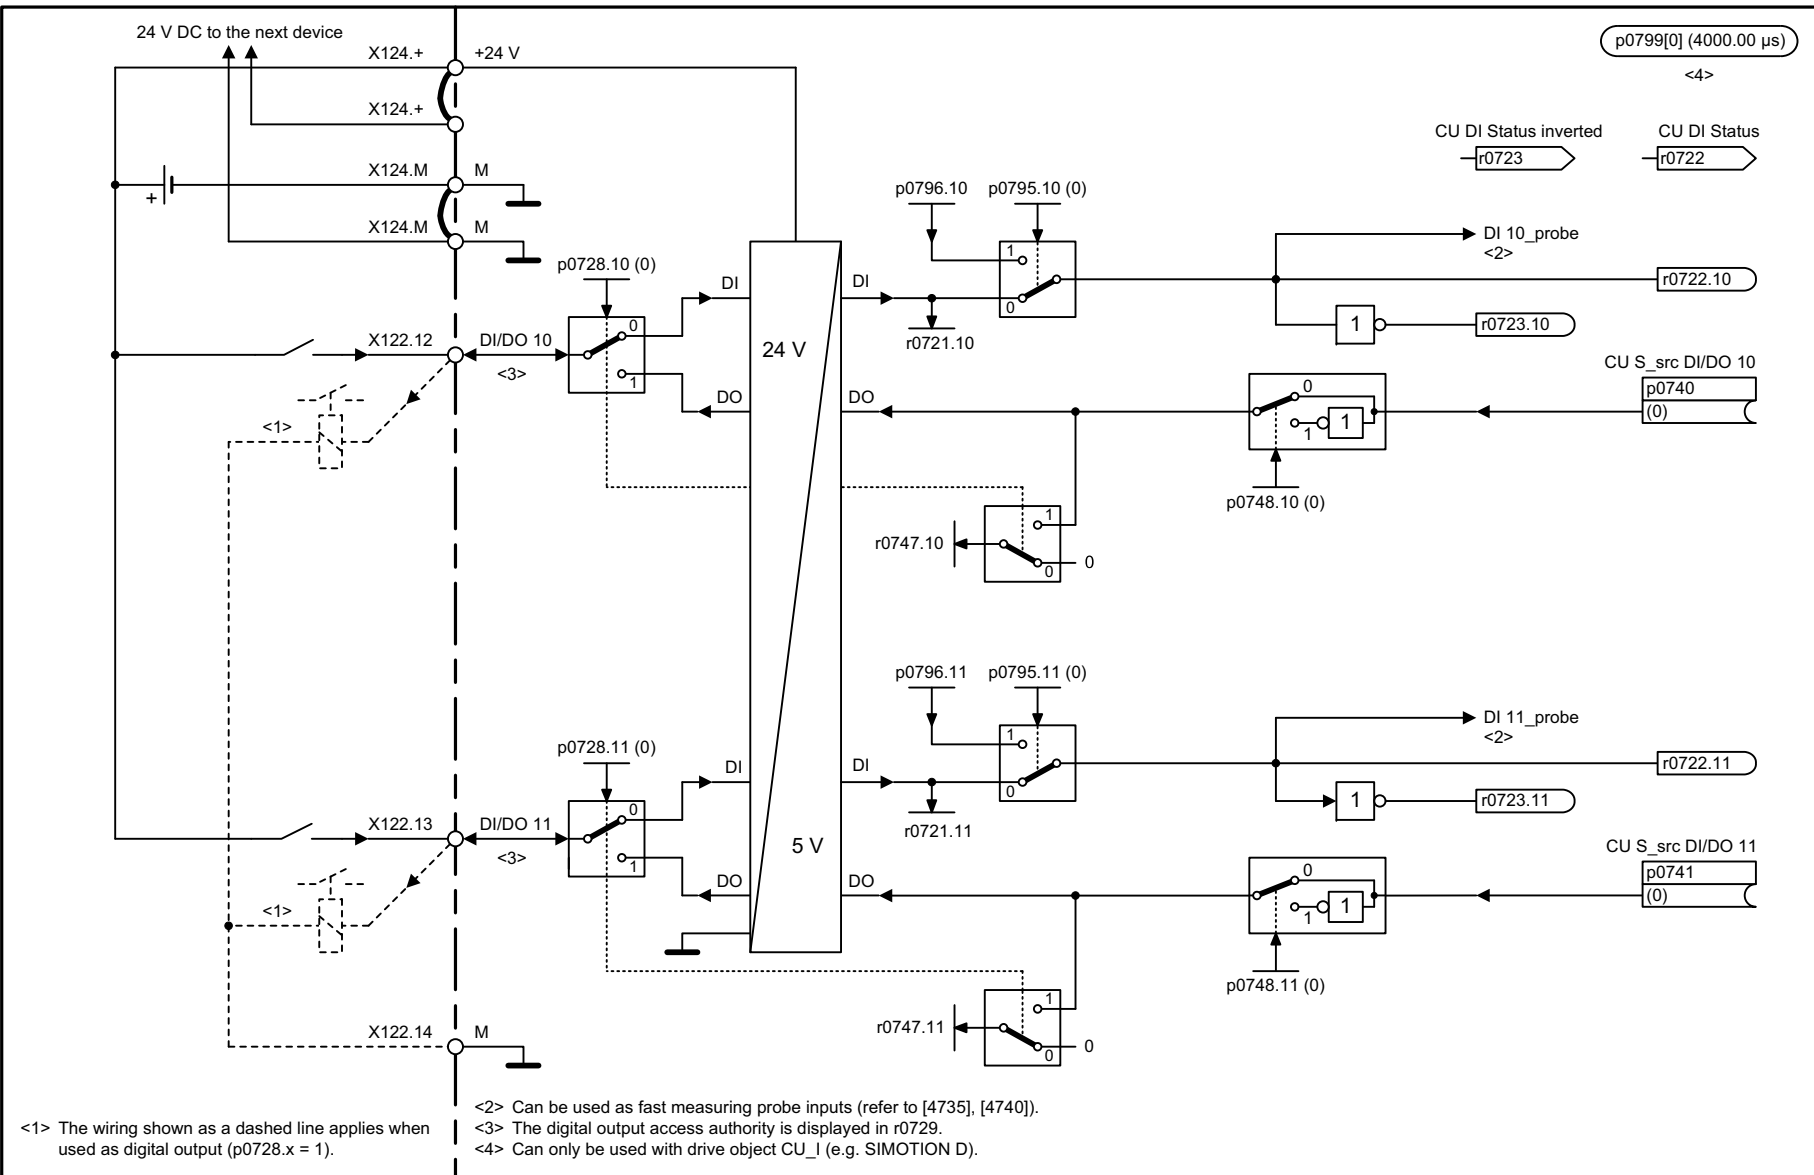 24 V DC to the next device
X124.+
+24 V
p0799[0] (4000.00 µs)
<4>
X124.+
CU DI Status inverted
CU DI Status
r0723
r0722
X124.M
M
+
p0796.10
p0795.10 (0)
X124.M
M
DI 10_probe
<2>
1
0
p0728.10 (0)
DI
DI
r0722.10
r0721.10
1
r0723.10
X122.12
DI/DO 10
<3>
0
1
24 V
CU S_src DI/DO 10
p0740
(0)
DO
DO
0
1
1
<1>
p0748.10 (0)
r0747.10
1
0
0
p0796.11
p0795.11 (0)
DI 11_probe
<2>
1
0
p0728.11 (0)
DI
DI
r0722.11
r0721.11
1
r0723.11
X122.13
DI/DO 11
<3>
0
1
5 V
CU S_src DI/DO 11
p0741
(0)
DO
DO
0
1
1
<1>
p0748.11 (0)
r0747.11
1
0
0
X122.14
M
<1> The wiring shown as a dashed line applies when
used as digital output (p0728.x = 1).
<2> Can be used as fast measuring probe inputs (refer to [4735], [4740]).
<3> The digital output access authority is displayed in r0729.
<4> Can only be used with drive object CU_I (e.g. SIMOTION D).